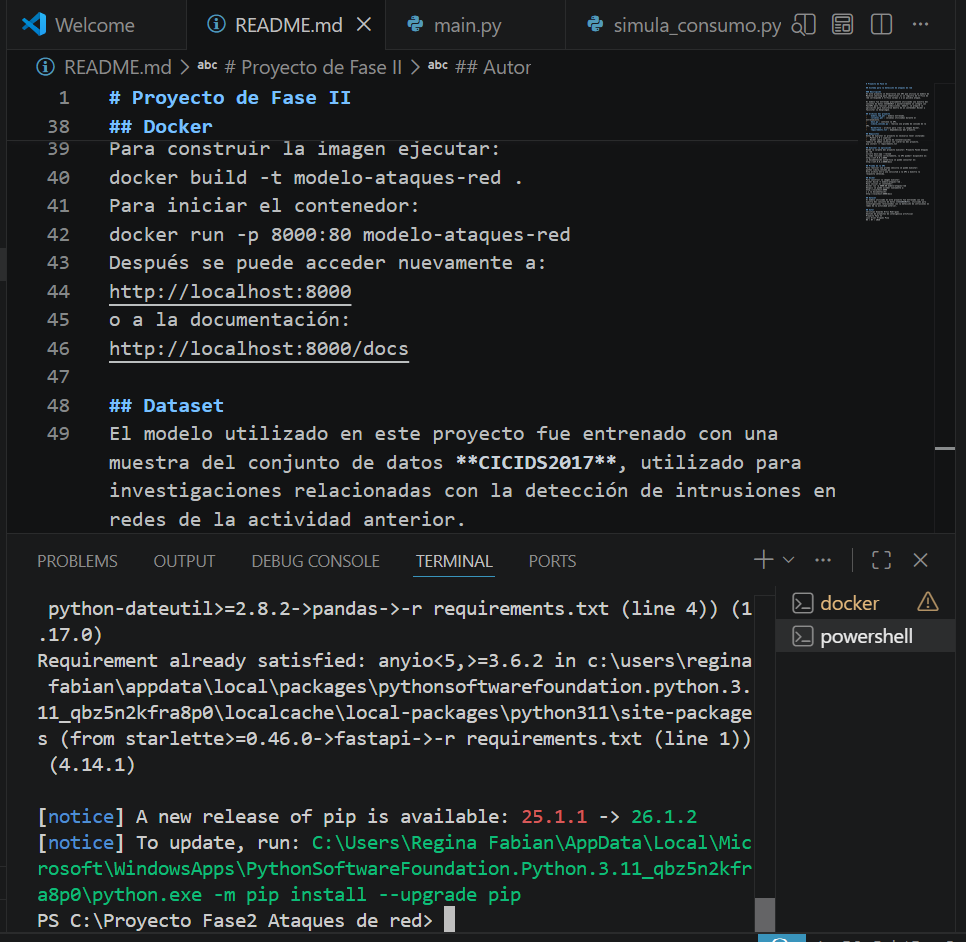 Welcome
README.md
main.py
simula_consumo.py
README.md > abc # Proyecto de Fase II > abc ## Autor
1 # Proyecto de Fase II
38 ## Docker
39 Para construir la imagen ejecutar:
40 docker build -t modelo-ataques-red .
41 Para iniciar el contenedor:
42 docker run -p 8000:80 modelo-ataques-red
43 Después se puede acceder nuevamente a:
44 http://localhost:8000
45 o a la documentación:
46 http://localhost:8000/docs
47
48 ## Dataset
49 El modelo utilizado en este proyecto fue entrenado con una
muestra del conjunto de datos **CICIDS2017**, utilizado para
investigaciones relacionadas con la detección de intrusiones en
redes de la actividad anterior.
PROBLEMS OUTPUT DEBUG CONSOLE TERMINAL PORTS
docker
powershell
python-dateutil>=2.8.2->pandas->-r requirements.txt (line 4)) (1
.17.0)
Requirement already satisfied: anyio<5,>=3.6.2 in c:\users\regina
fabian\appdata\local\packages\pythonsoftwarefoundation.python.3.
11_qbz5n2kfra8p0\localcache\local-packages\python311\site-package
s (from starlette>=0.46.0->fastapi->-r requirements.txt (line 1))
(4.14.1)
[notice] A new release of pip is available: 25.1.1 -> 26.1.2
[notice] To update, run: C:\Users\Regina Fabian\AppData\Local\Mic
rosoft\WindowsApps\PythonSoftwareFoundation.Python.3.11_qbz5n2kfr
a8p0\python.exe -m pip install --upgrade pip
PS C:\Proyecto Fase2 Ataques de red>